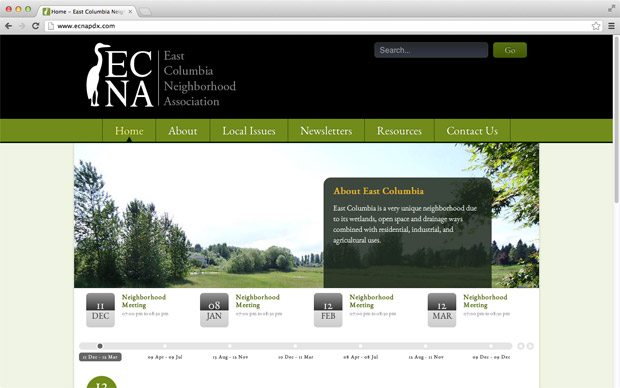 Home – East Columbia Neig
www.ecnapdx.com
EC
NA
East
Columbia
Neighborhood
Association
Search...
Go
Home
About
Local Issues
Newsletters
Resources
Contact Us
About East Columbia
East Columbia is a very unique neighborhood due
to its wetlands, open space and drainage ways
combined with residential, industrial, and
agricultural uses.
11
DEC
Neighborhood
Meeting
07:00 pm to 08:30 pm
08
JAN
Neighborhood
Meeting
07:00 pm to 08:30 pm
12
FEB
Neighborhood
Meeting
07:00 pm to 08:30 pm
12
MAR
Neighborhood
Meeting
07:00 pm to 08:30 pm
11 Dec - 12 Mar
09 Apr - 09 Jul
13 Aug - 12 Nov
10 Dec - 11 Mar
08 Apr - 08 Jul
12 Aug - 11 Nov
09 Dec - 09 Dec
12